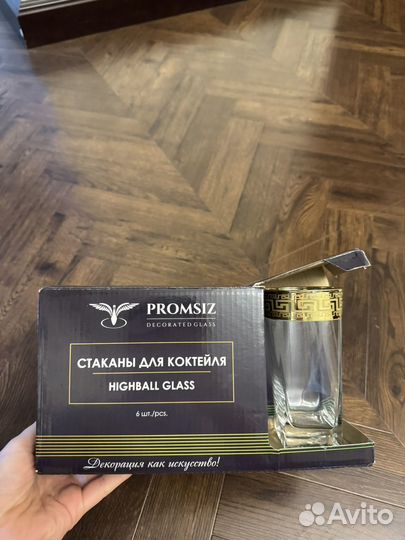 PROMSIZ
DECORATED GLASS
СТАКАНЫ ДЛЯ КОКТЕЙЛЯ
HIGHBALL GLASS
6 шт./pcs.
Декорация как искусство!
Avito